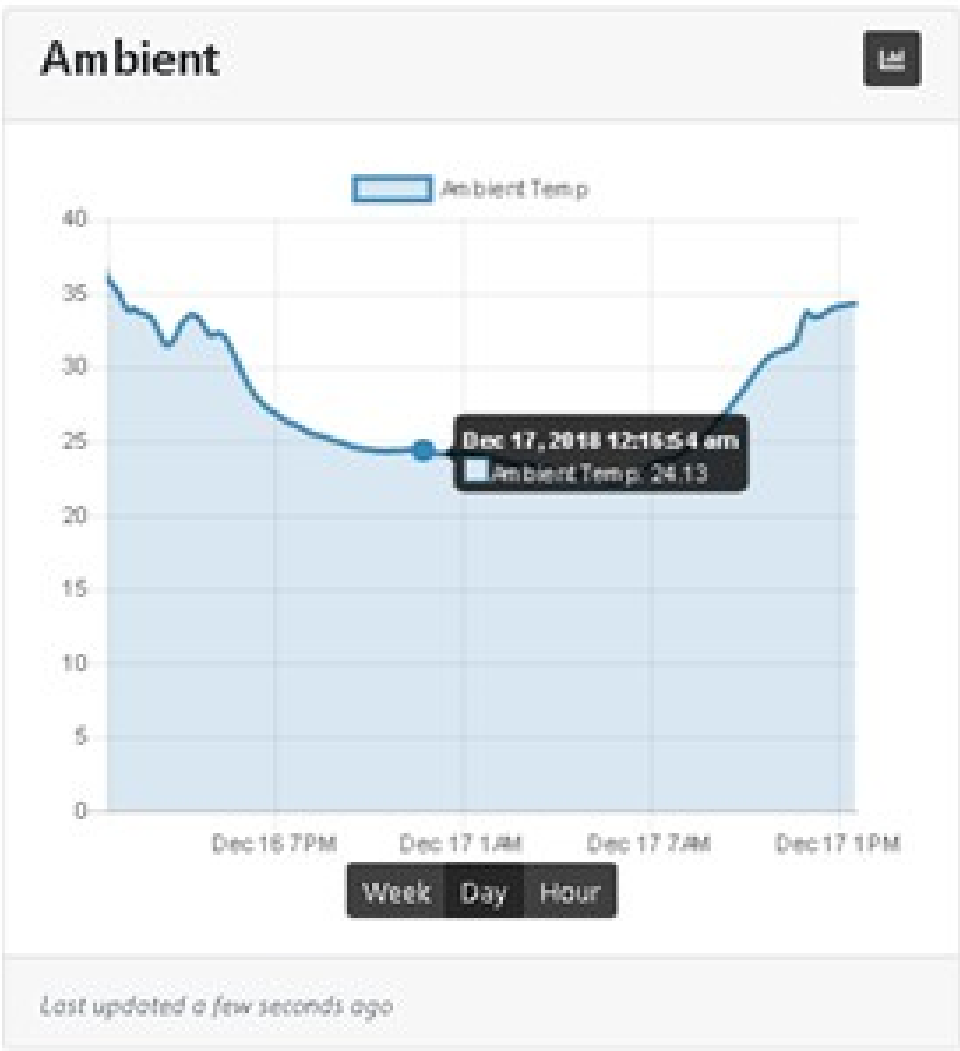 Ambient
Ambient Temp
40
35
30
25
20
15
10
5
0
Dec 17, 2018 12:16:54 am
Ambient Temp: 24.13
Dec 16 7PM
Dec 17 1AM
Dec 17 7AM
Dec 17 1PM
Week Day Hour
Last updated a few seconds ago